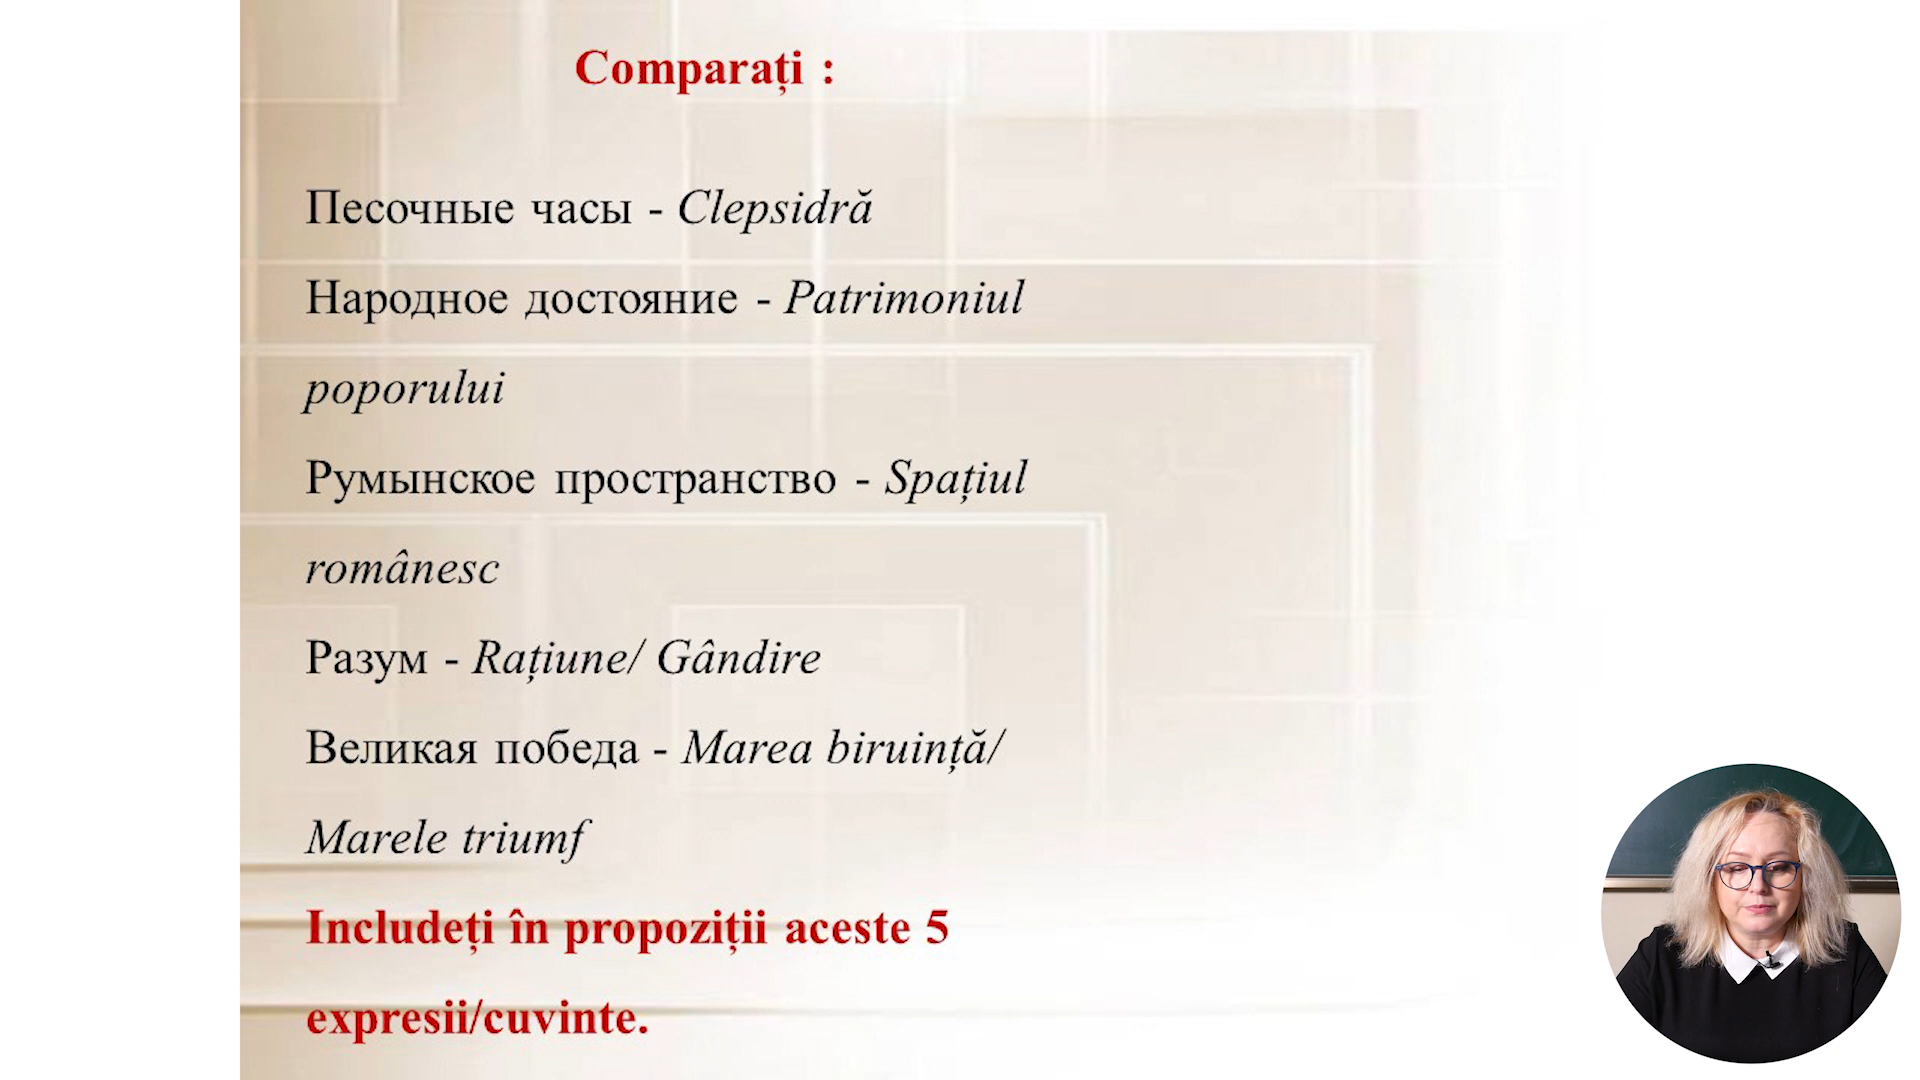 Comparați :
Песочные часы - Clepsidră
Народное достояние - Patrimoniul
poporului
Румынское пространство - Spațiul
românesc
Разум - Rațiune/ Gândire
Великая победа - Marea biruință/
Marele triumf
Includeți în propoziții aceste 5
expresii/cuvinte.